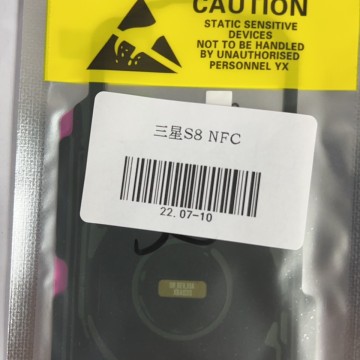 CAUTION
STATIC SENSITIVE
DEVICES
NOT TO BE HANDLED
BY UNAUTHORISED
PERSONNEL YX
三星S8 NFC
22.07-10